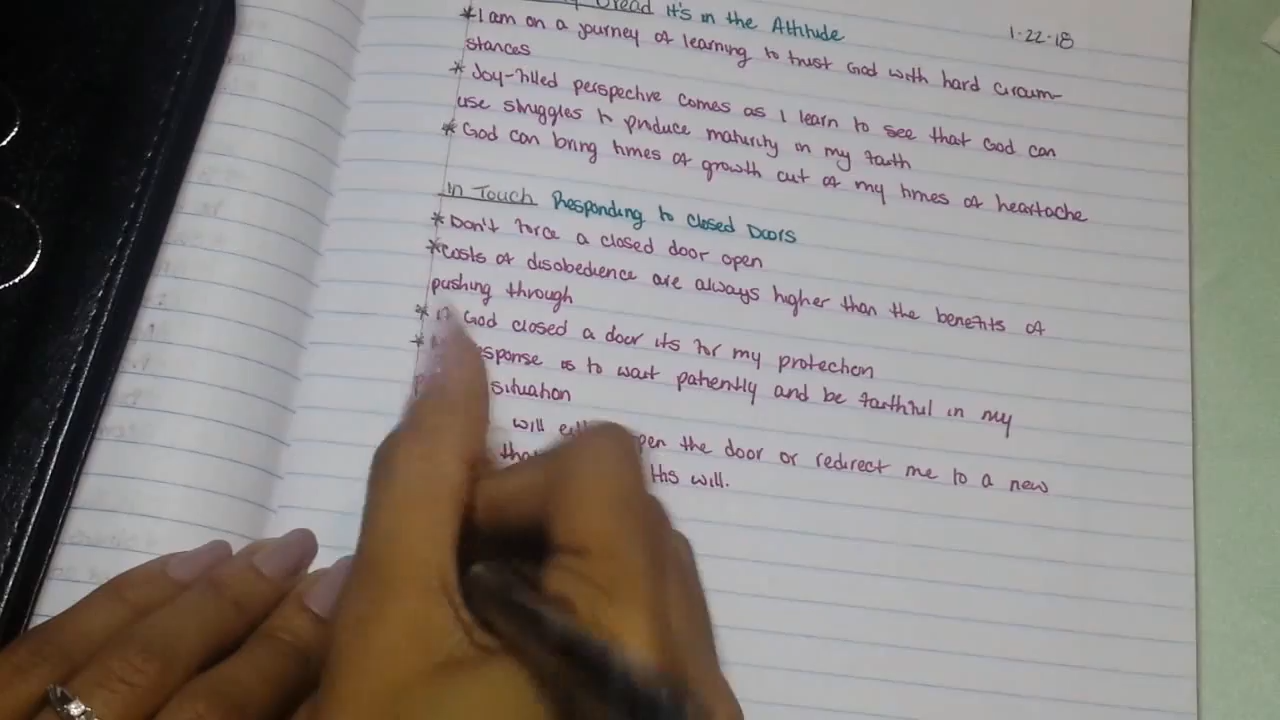 Bread It's in the Attitude
1-22-18
*I am on a journey of learning to trust God with hard circum-
stances
* Joy-filled perspective comes as I learn to see that God can
use struggles to produce maturity in my faith
* God can bring times of growth out of my times of heartache
In Touch Responding to Closed Doors
* Don't force a closed door open
*Costs of disobedience are always higher than the benefits of
pushing through
* If God closed a door its for my protection
* response is to wait patiently and be faithful in my
situation
will open the door or redirect me to a new
His will.